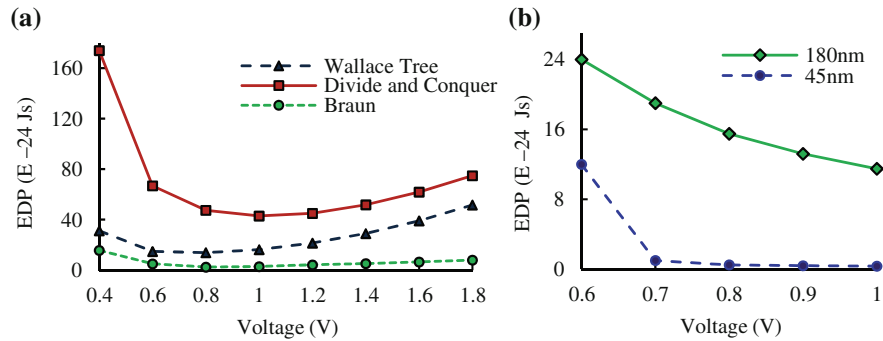 (a)
EDP (E –24 Js)
160
120
80
40
0
Wallace Tree
Divide and Conquer
Braun
0.4 0.6 0.8 1 1.2 1.4 1.6 1.8
Voltage (V)
(b)
EDP (E –24 Js)
24
16
8
0
180nm
45nm
0.6 0.7 0.8 0.9 1
Voltage (V)